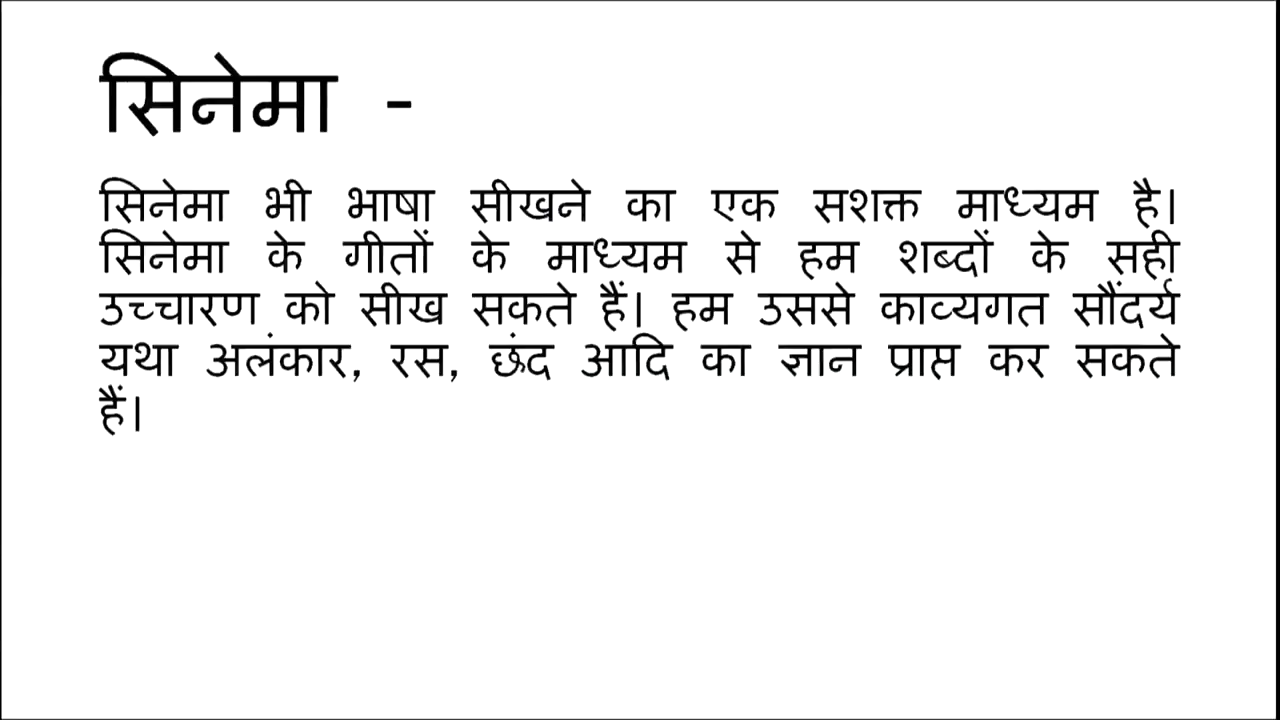 सिनेमा -
सिनेमा भी भाषा सीखने का एक सशक्त माध्यम है।
सिनेमा के गीतों के माध्यम से हम शब्दों के सही
उच्चारण को सीख सकते हैं। हम उससे काव्यगत सौंदर्य
यथा अलंकार, रस, छंद आदि का ज्ञान प्राप्त कर सकते
हैं।